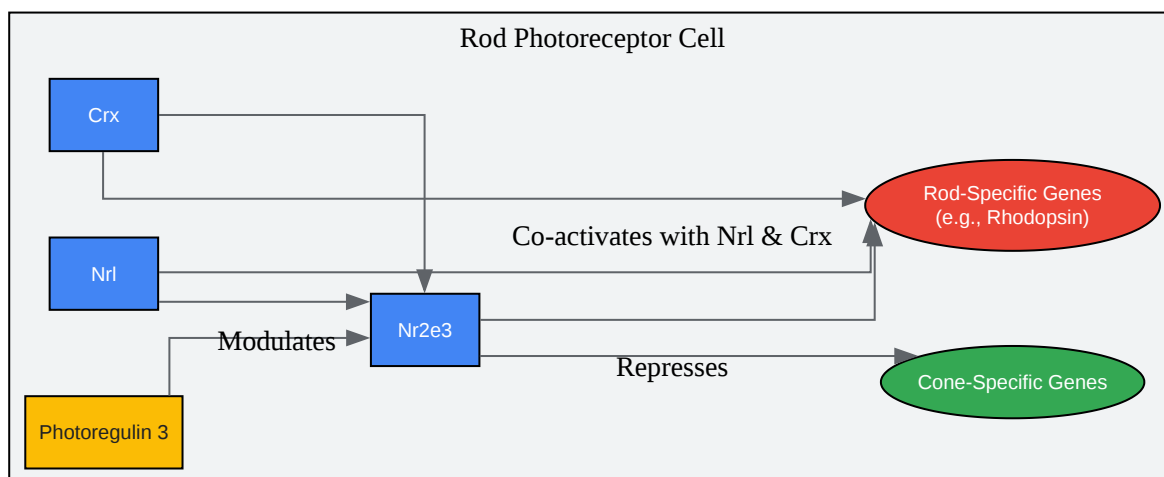 Rod Photoreceptor Cell
Crx
Rod-Specific Genes
(e.g., Rhodopsin)
Co-activates with Nrl & Crx
Nrl
Nr2e3
Modulates
Represses
Cone-Specific Genes
Photoregulin 3